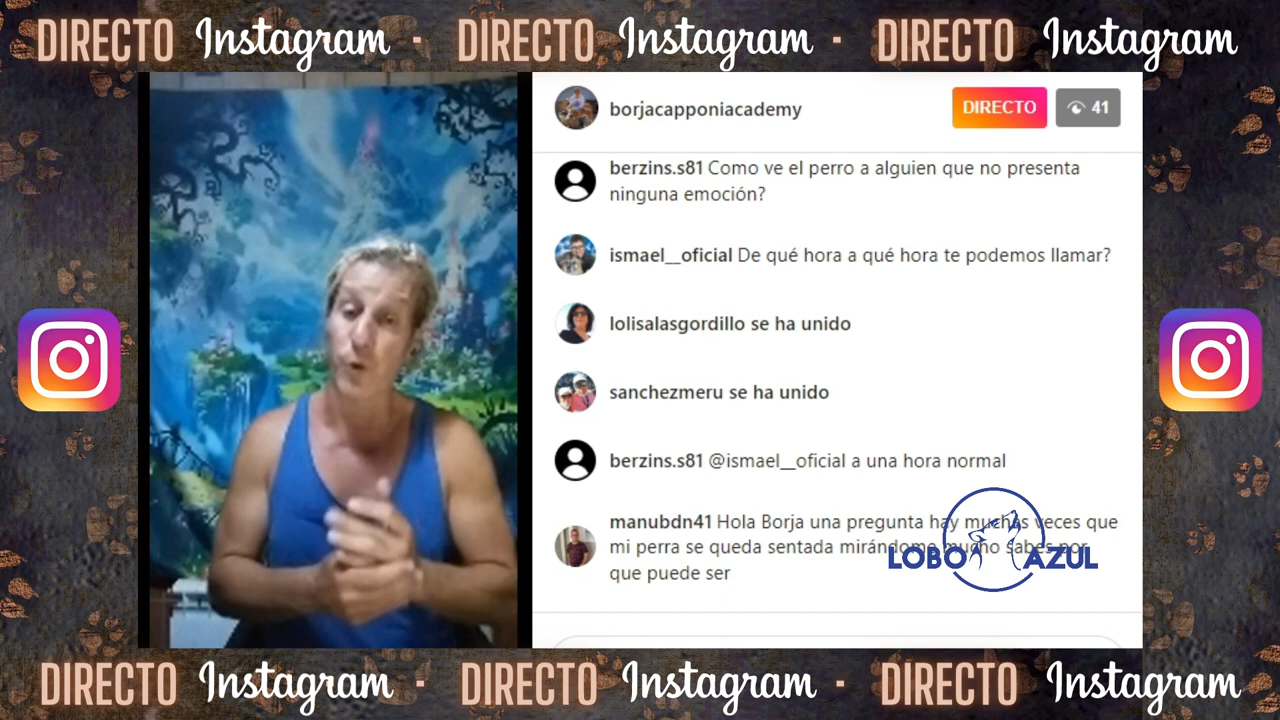 DIRECTO Instagram · DIRECTO Instagram · DIRECTO Instagram
borjacapponiacademy
DIRECTO 41
berzins.s81 Como ve el perro a alguien que no presenta
ninguna emoción?
ismael__oficial De qué hora a qué hora te podemos llamar?
lolisalasgordillo se ha unido
sanchezmeru se ha unido
berzins.s81 @ismael__oficial a una hora normal
manubdn41 Hola Borja una pregunta hay muchas veces que
mi perra se queda sentada mirándome mucho sabes por
que puede ser
LOBO AZUL
DIRECTO Instagram · DIRECTO Instagram · DIRECTO Instagram